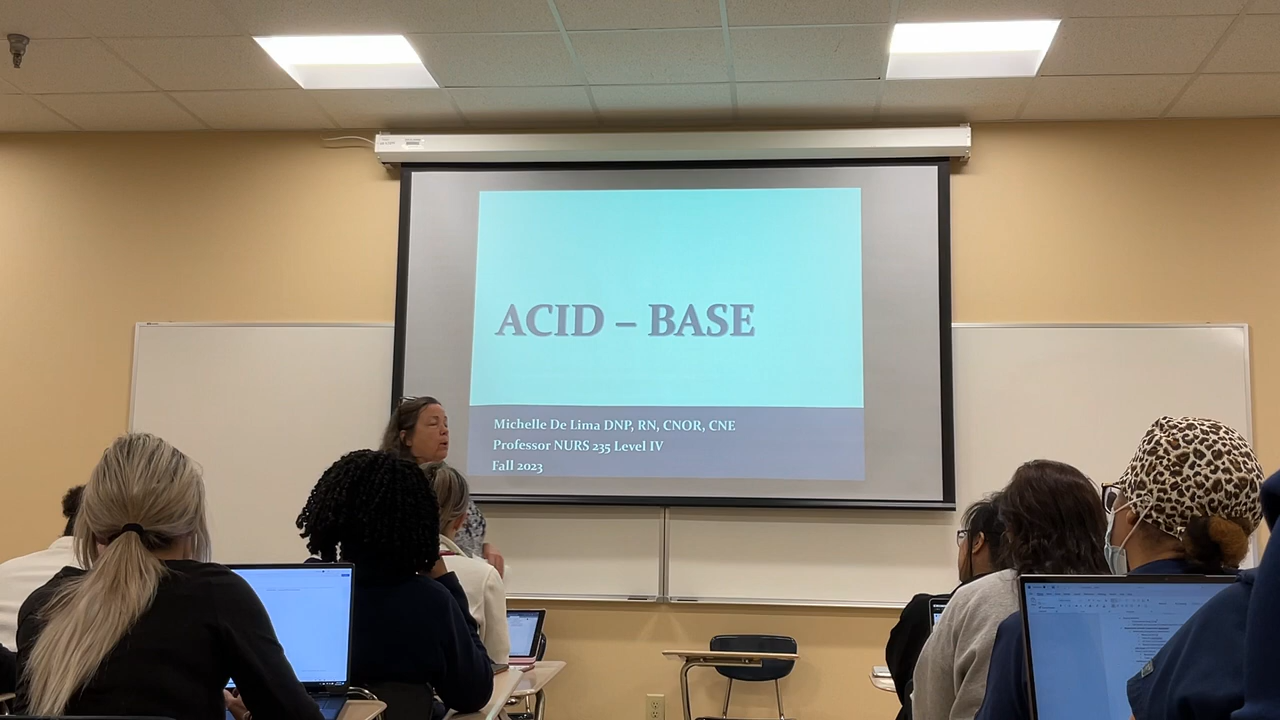 ACID – BASE
Michelle De Lima DNP, RN, CNOR, CNE
Professor NURS 235 Level IV
Fall 2023